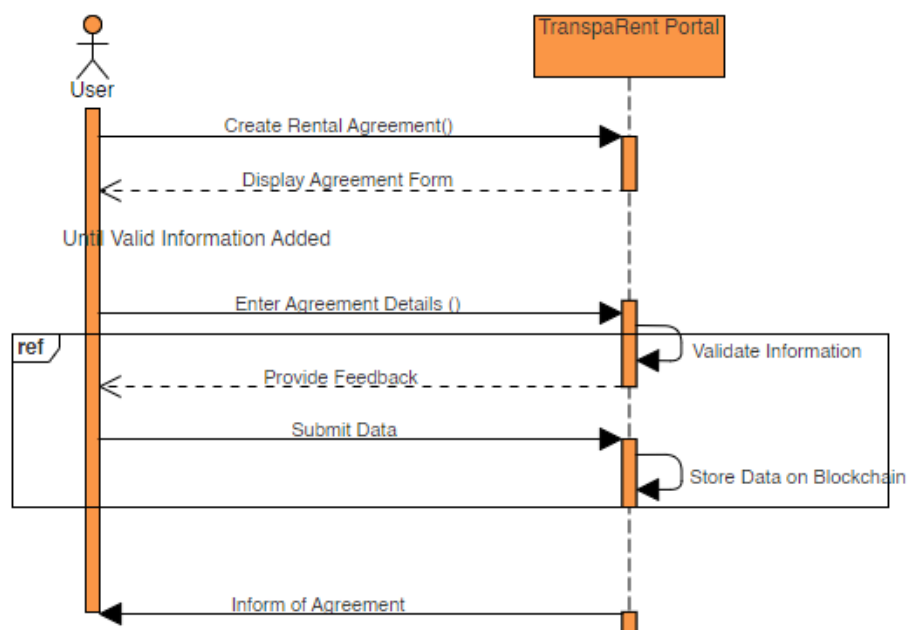 TranspaRent Portal
User
Create Rental Agreement()
Display Agreement Form
Until Valid Information Added
Enter Agreement Details ()
ref
Validate Information
Provide Feedback
Submit Data
Store Data on Blockchain
Inform of Agreement